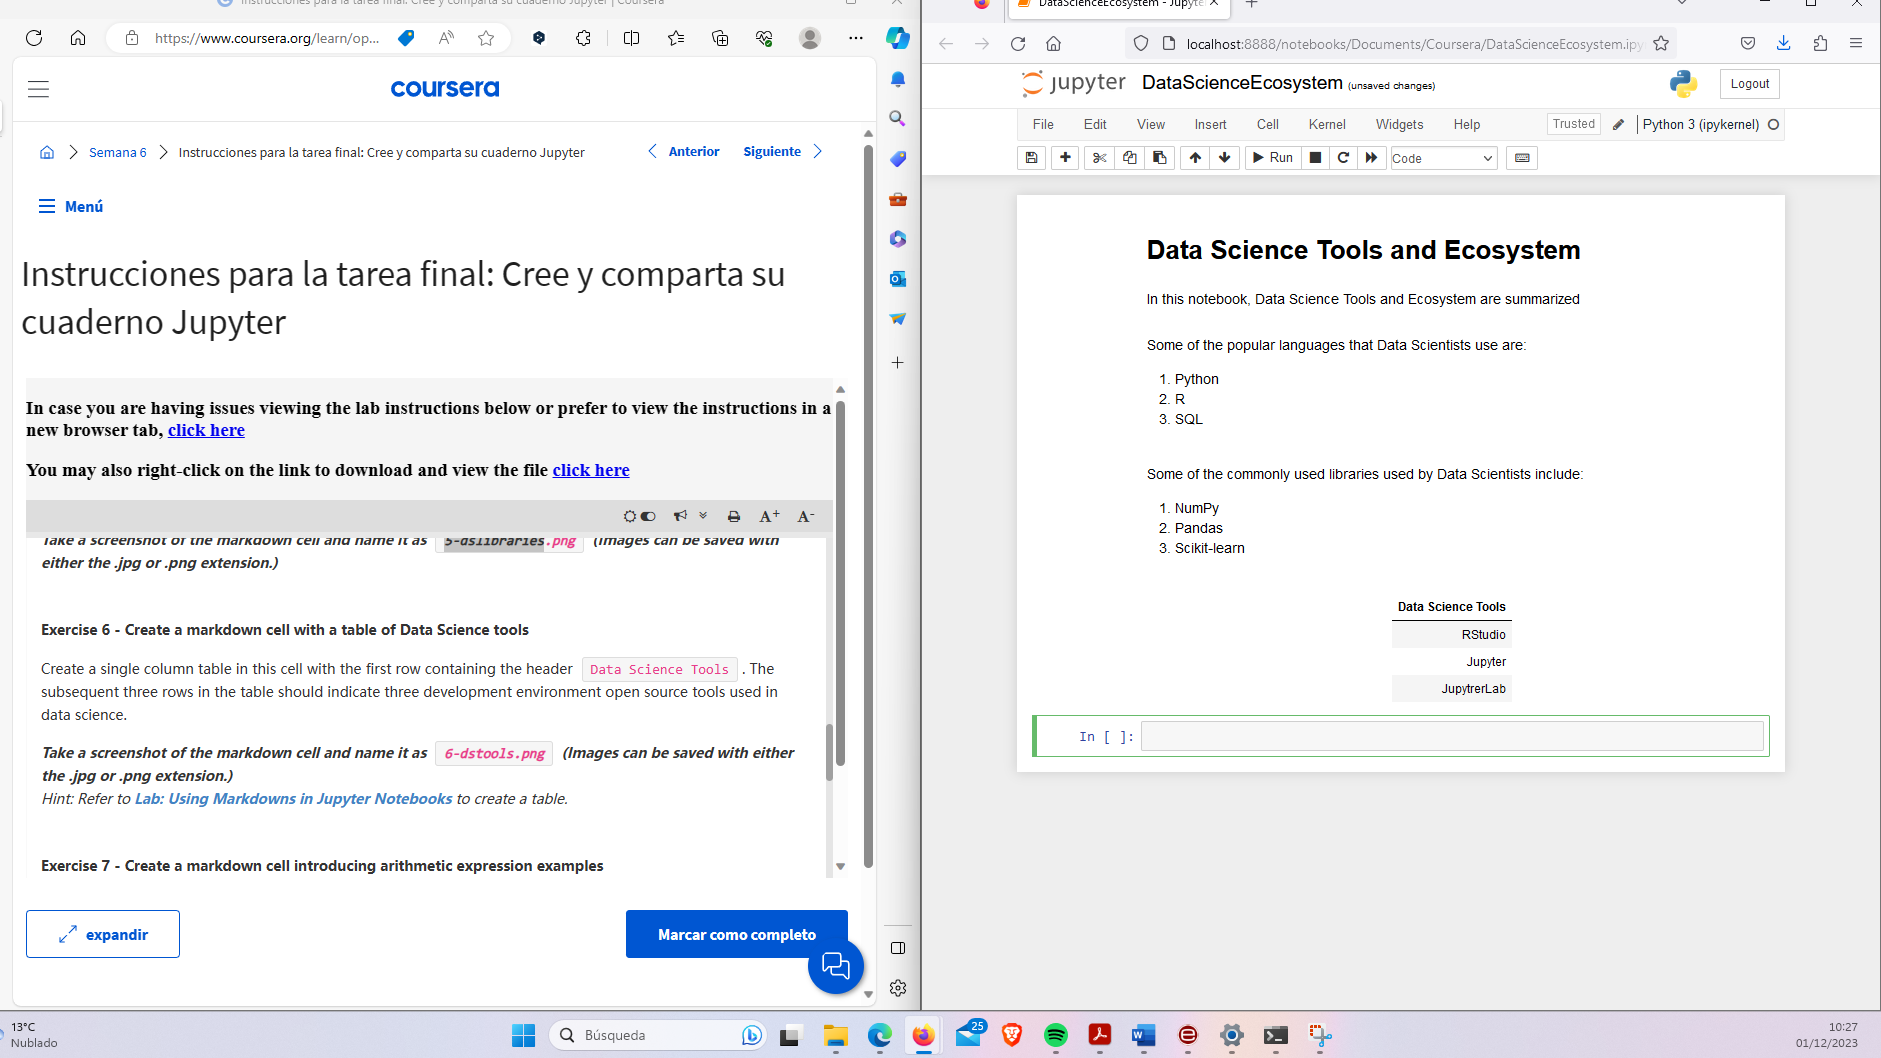 Instrucciones para la tarea final: Cree y comparta su cuaderno Jupyter | Coursera
https://www.coursera.org/learn/op...
coursera
Semana 6
Instrucciones para la tarea final: Cree y comparta su cuaderno Jupyter
Anterior
Siguiente
Menú
Instrucciones para la tarea final: Cree y comparta su
cuaderno Jupyter
In case you are having issues viewing the lab instructions below or prefer to view the instructions in a
new browser tab, click here
You may also right-click on the link to download and view the file click here
A+ A-
Take a screenshot of the markdown cell and name it as 5-dslibraries.png (Images can be saved with
either the .jpg or .png extension.)
Exercise 6 - Create a markdown cell with a table of Data Science tools
Create a single column table in this cell with the first row containing the header Data Science Tools . The
subsequent three rows in the table should indicate three development environment open source tools used in
data science.
Take a screenshot of the markdown cell and name it as 6-dstools.png (Images can be saved with either
the .jpg or .png extension.)
Hint: Refer to Lab: Using Markdowns in Jupyter Notebooks to create a table.
Exercise 7 - Create a markdown cell introducing arithmetic expression examples
expandir
Marcar como completo
DataScienceEcosystem - Jupyte
localhost:8888/notebooks/Documents/Coursera/DataScienceEcosystem.ipy
jupyter DataScienceEcosystem (unsaved changes)
Logout
File Edit View Insert Cell Kernel Widgets Help
Trusted
Python 3 (ipykernel)
Run
Code
Data Science Tools and Ecosystem
In this notebook, Data Science Tools and Ecosystem are summarized
Some of the popular languages that Data Scientists use are:
1. Python
2. R
3. SQL
Some of the commonly used libraries used by Data Scientists include:
1. NumPy
2. Pandas
3. Scikit-learn
Data Science Tools
RStudio
Jupyter
JupytrerLab
In [ ]:
13°C
Nublado
Búsqueda
25
10:27
01/12/2023